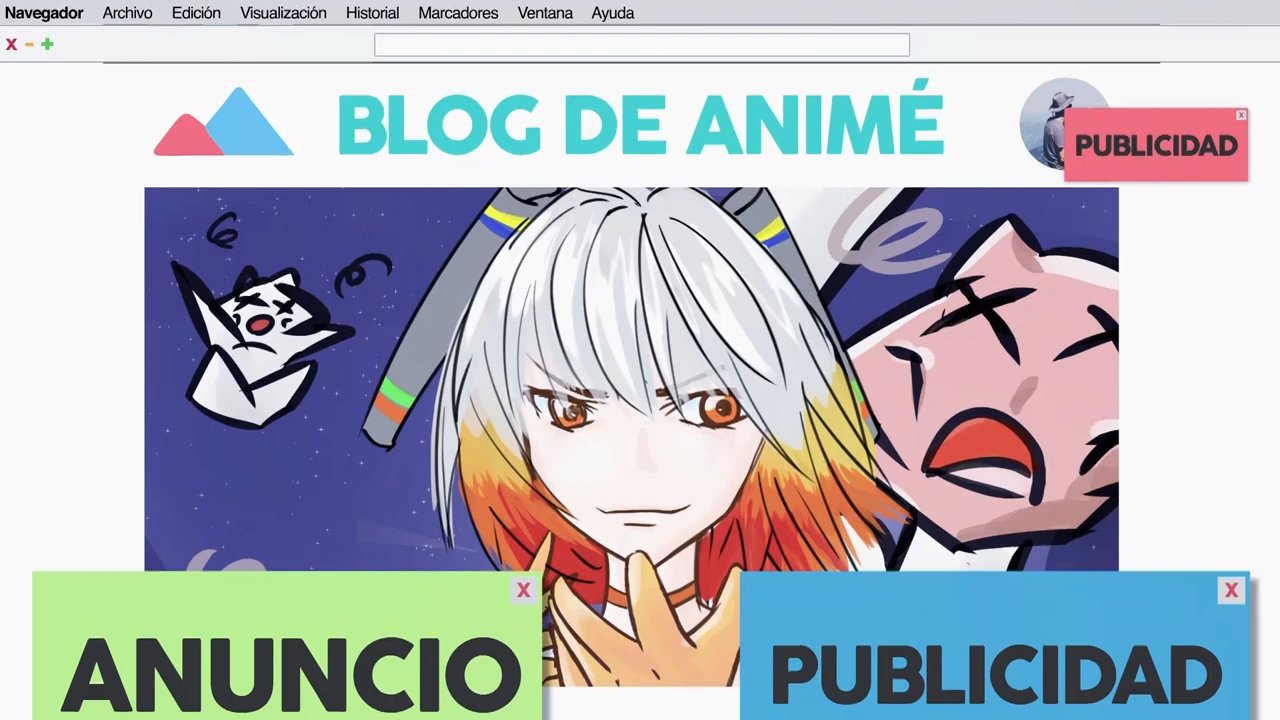 Navegador Archivo Edición Visualización Historial Marcadores Ventana Ayuda
X - +
BLOG DE ANIMÉ
X
PUBLICIDAD
X
ANUNCIO
X
PUBLICIDAD